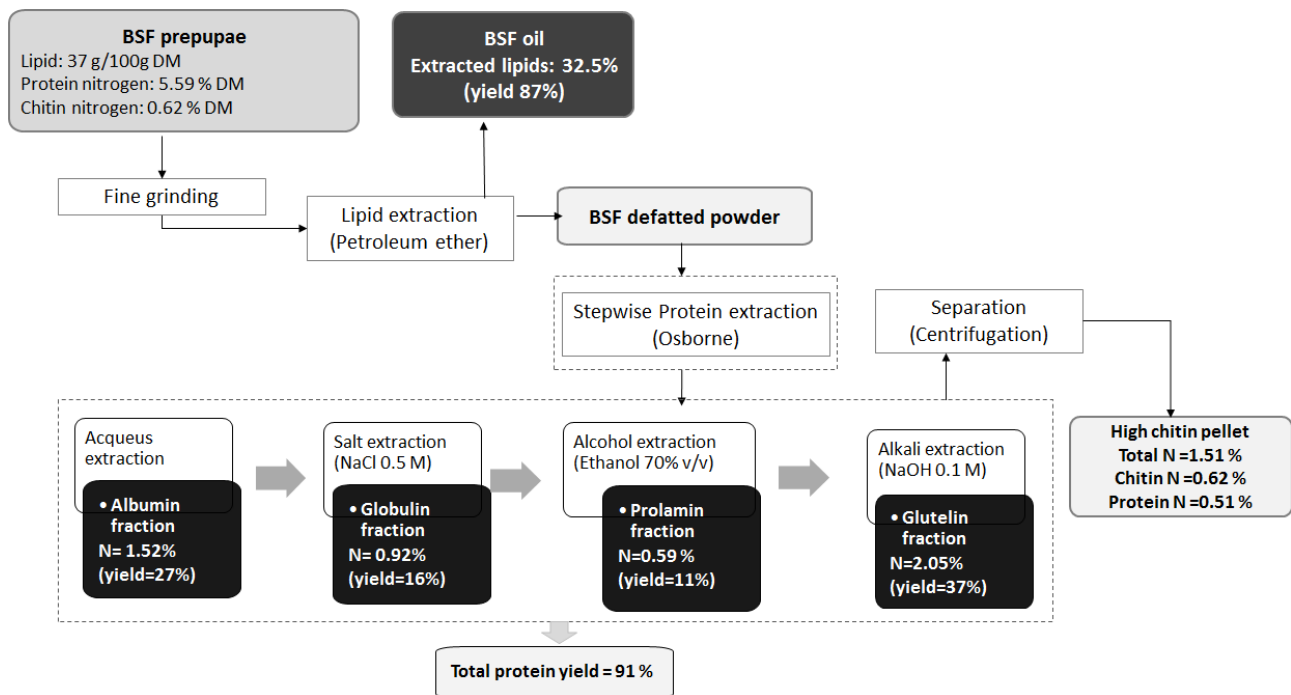 BSF prepupae
Lipid: 37 g/100g DM
Protein nitrogen: 5.59 % DM
Chitin nitrogen: 0.62 % DM
BSF oil
Extracted lipids: 32.5%
(yield 87%)
Fine grinding
Lipid extraction
(Petroleum ether)
BSF defatted powder
Stepwise Protein extraction
(Osborne)
Separation
(Centrifugation)
Acqueus
extraction
• Albumin
fraction
N= 1.52%
(yield=27%)
Salt extraction
(NaCl 0.5 M)
• Globulin
fraction
N= 0.92%
(yield=16%)
Alcohol extraction
(Ethanol 70% v/v)
• Prolamin
fraction
N=0.59 %
(yield=11%)
Alkali extraction
(NaOH 0.1 M)
• Glutelin
fraction
N=2.05%
(yield=37%)
High chitin pellet
Total N =1.51 %
Chitin N =0.62 %
Protein N =0.51 %
Total protein yield = 91 %